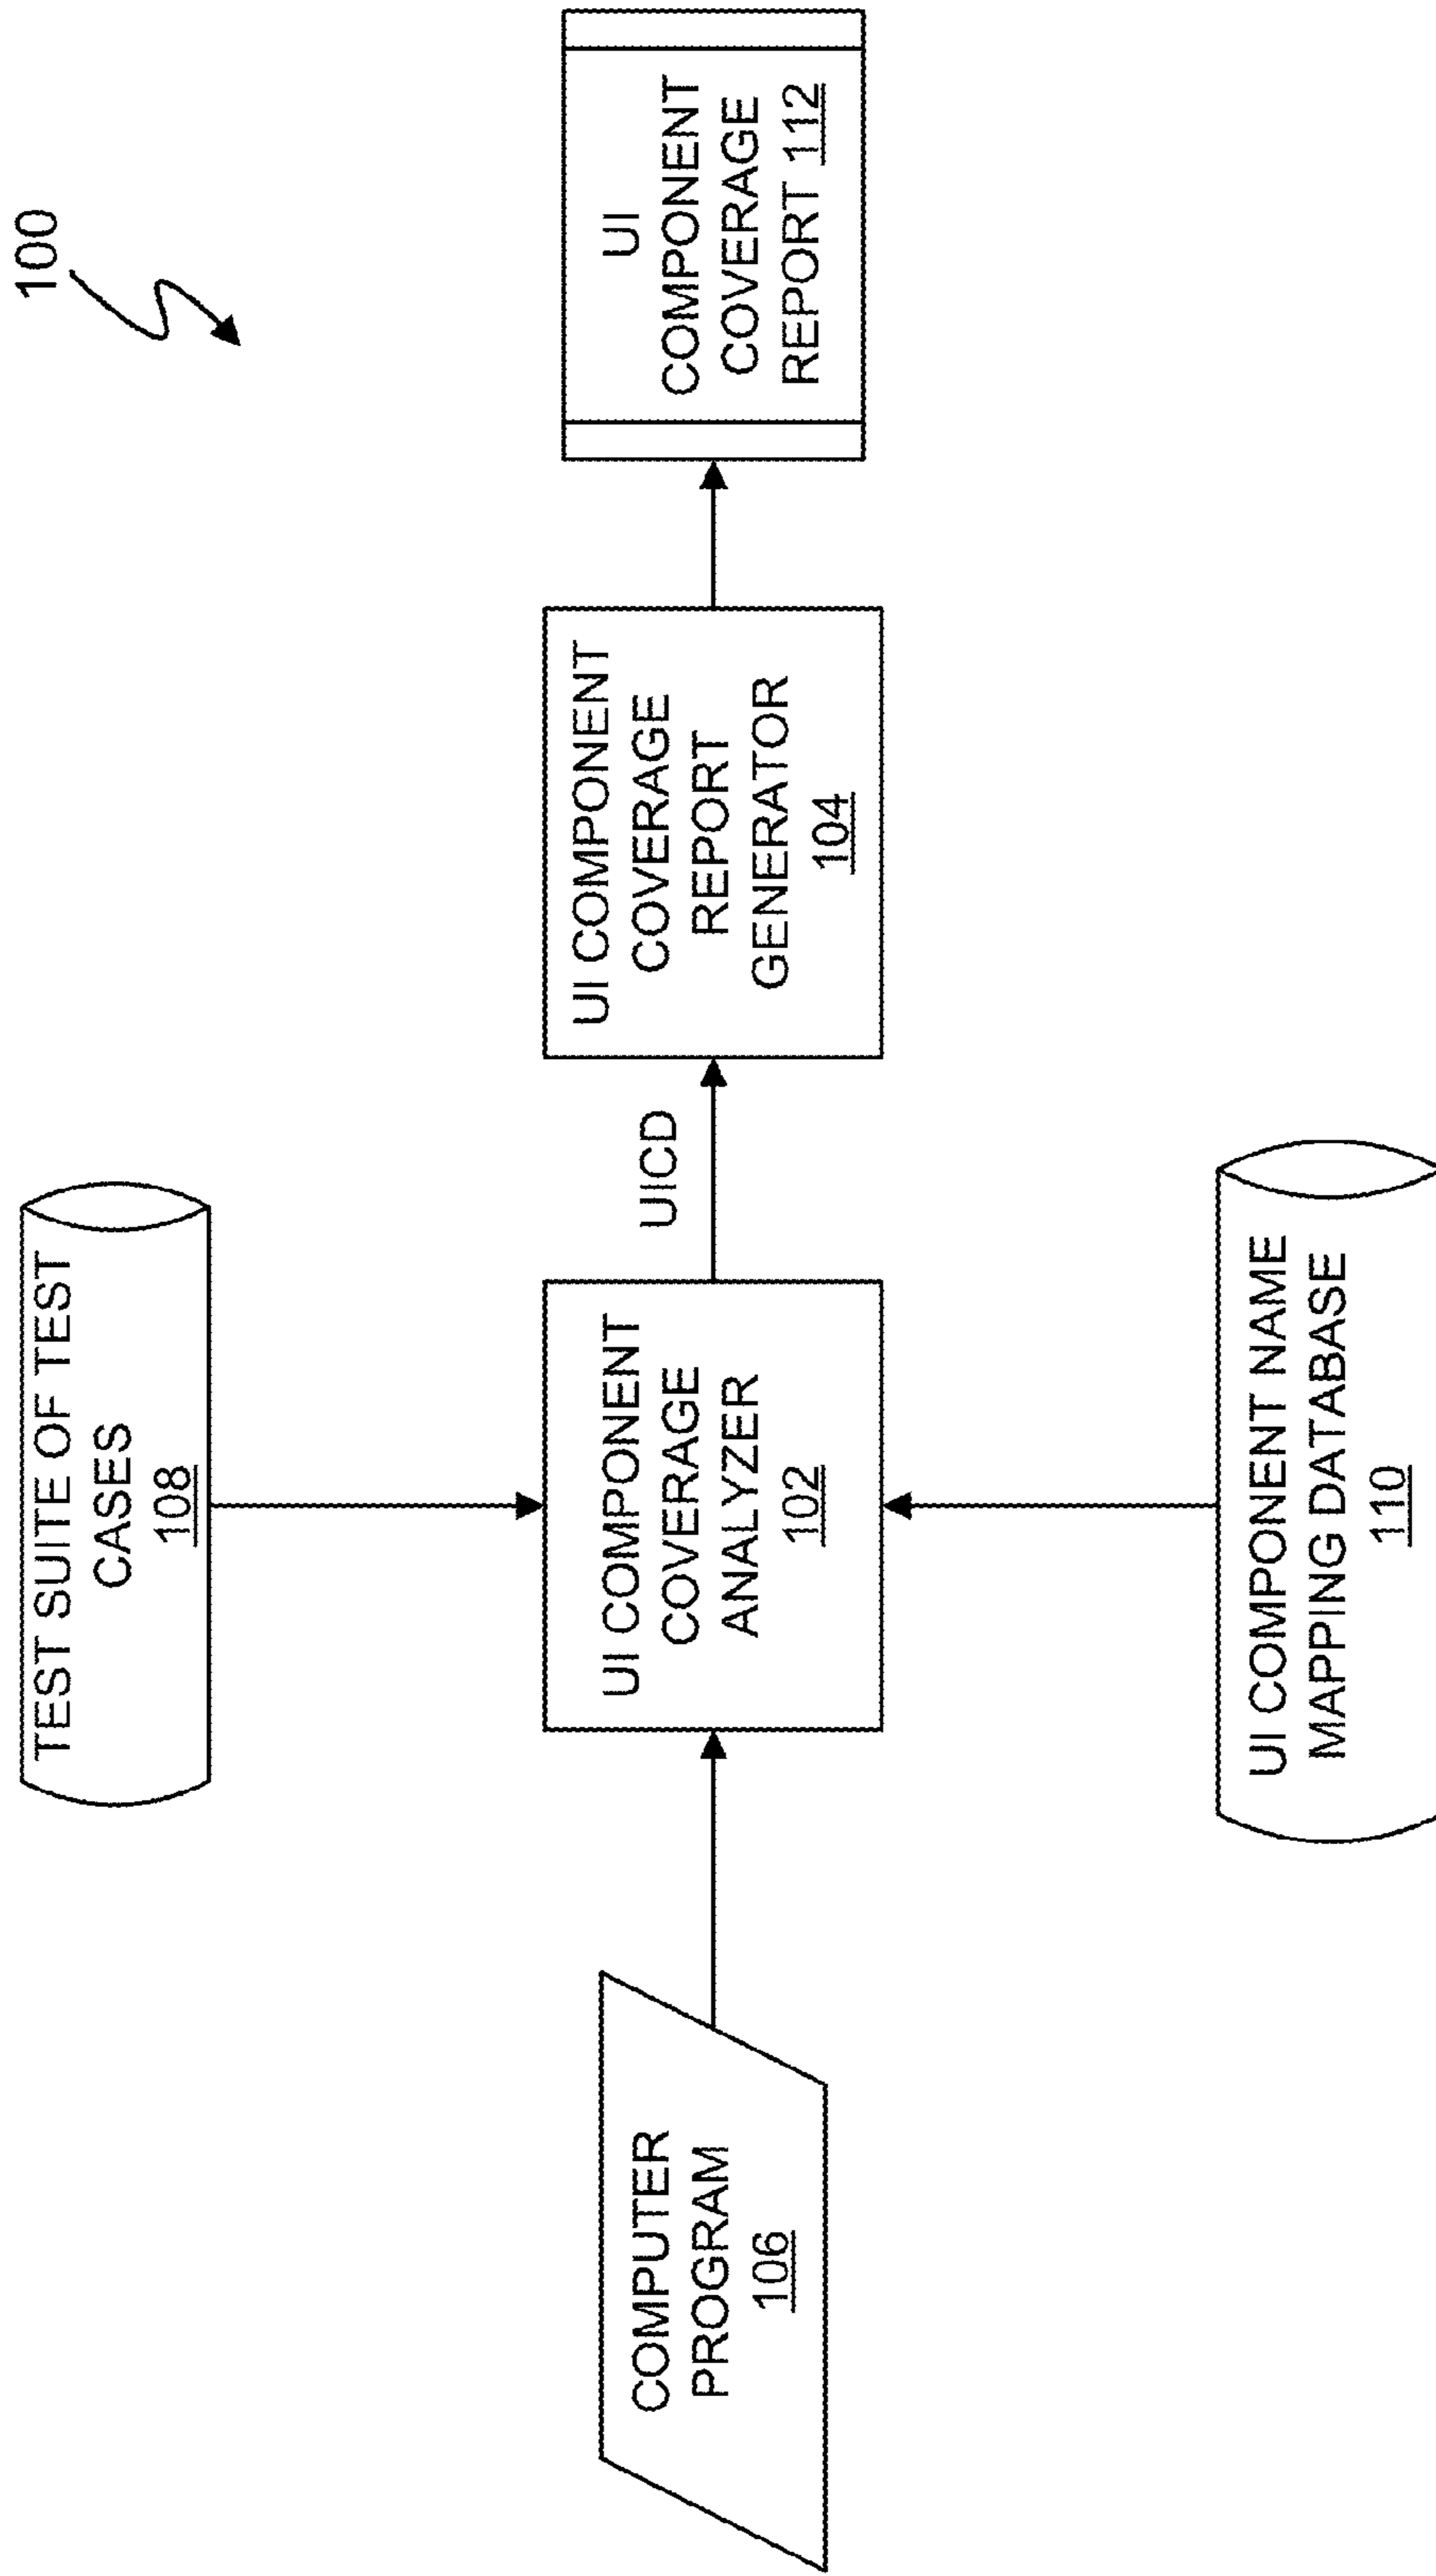 100
TEST SUITE OF TEST
CASES
108
COMPUTER
PROGRAM
106
UI COMPONENT
COVERAGE
ANALYZER
102
UICD
UI COMPONENT
COVERAGE
REPORT
GENERATOR
104
UI
COMPONENT
COVERAGE
REPORT 112
UI COMPONENT NAME
MAPPING DATABASE
110